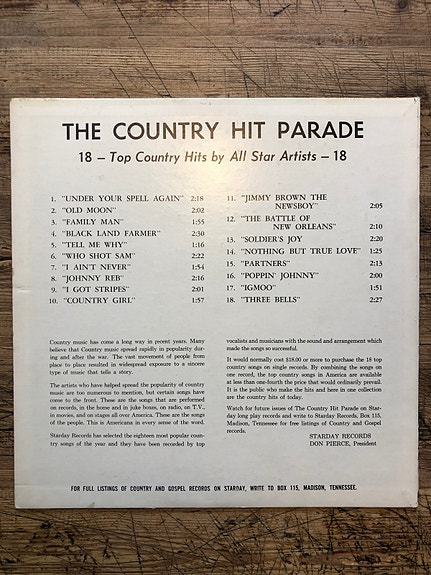 THE COUNTRY HIT PARADE
18 – Top Country Hits by All Star Artists – 18
1. "UNDER YOUR SPELL AGAIN" 2:18
2. "OLD MOON" 2:02
3. "FAMILY MAN" 1:55
4. "BLACK LAND FARMER" 2:30
5. "TELL ME WHY" 1:16
6. "WHO SHOT SAM" 2:22
7. "I AIN'T NEVER" 1:54
8. "JOHNNY REB" 2:16
9. "I GOT STRIPES" 2:01
10. "COUNTRY GIRL" 1:57
11. "JIMMY BROWN THE
NEWSBOY" 2:05
12. "THE BATTLE OF
NEW ORLEANS" 2:10
13. "SOLDIER'S JOY" 2:20
14. "NOTHING BUT TRUE LOVE" 1:25
15. "PARTNERS" 2:13
16. "POPPIN' JOHNNY" 2:00
17. "IGMOO" 1:51
18. "THREE BELLS" 2:27
Country music has come a long way in recent years. Many
believe that Country music spread rapidly in popularity dur-
ing and after the war. The vast movement of people from
place to place resulted in widespread exposure to a sincere
type of music that tells a story.
The artists who have helped spread the popularity of country
music are too numerous to mention, but certain songs have
come to the front. These are the songs that are performed
on records, in the home and in juke boxes, on radio, on T.V.,
in movies, and on stages all over America. These are the songs
of the people. This is Americana in every sense of the word.
Starday Records has selected the eighteen most popular coun-
try songs of the year and they have been recorded by top
vocalists and musicians with the sound and arrangement which
made the songs so successful.
It would normally cost $18.00 or more to purchase the 18 top
country songs on single records. By combining the songs on
one record, the top country songs in America are available
at less than one-fourth the price that would ordinarily prevail.
It is the public who make the hits and here in one collection
are the country hits of today.
Watch for future issues of The Country Hit Parade on Star-
day long play records and write to Starday Records, Box 115,
Madison, Tennessee for free listings of Country and Gospel
records.
STARDAY RECORDS
DON PIERCE, President
FOR FULL LISTINGS OF COUNTRY AND GOSPEL RECORDS ON STARDAY, WRITE TO BOX 115, MADISON, TENNESSEE.